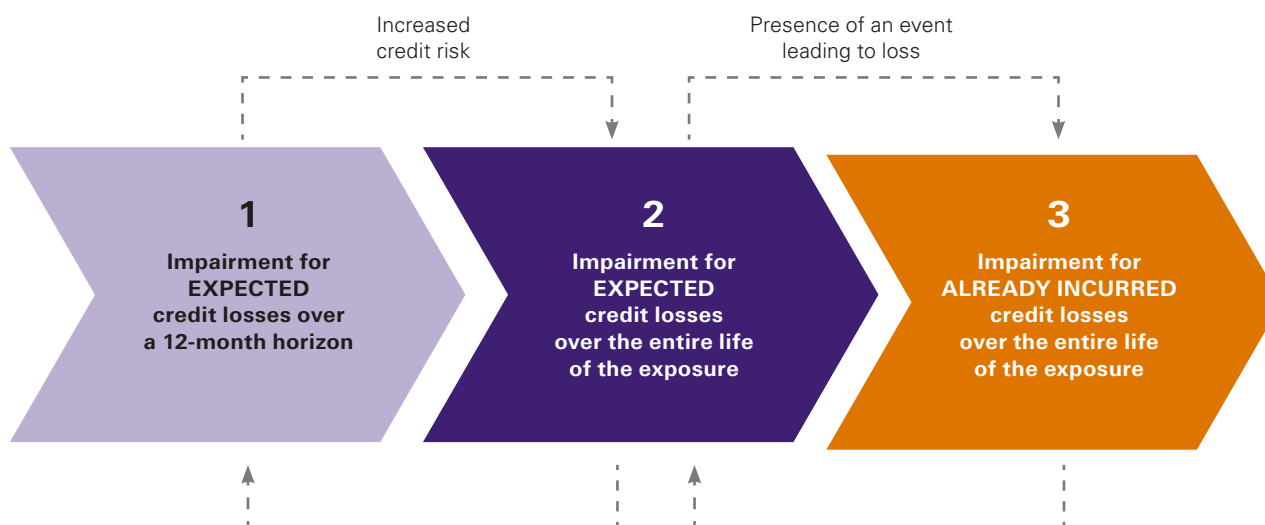 Increased
credit risk
Presence of an event
leading to loss
1
Impairment for
EXPECTED
credit losses over
a 12-month horizon
2
Impairment for
EXPECTED
credit losses
over the entire life
of the exposure
3
Impairment for
ALREADY INCURRED
credit losses
over the entire life
of the exposure